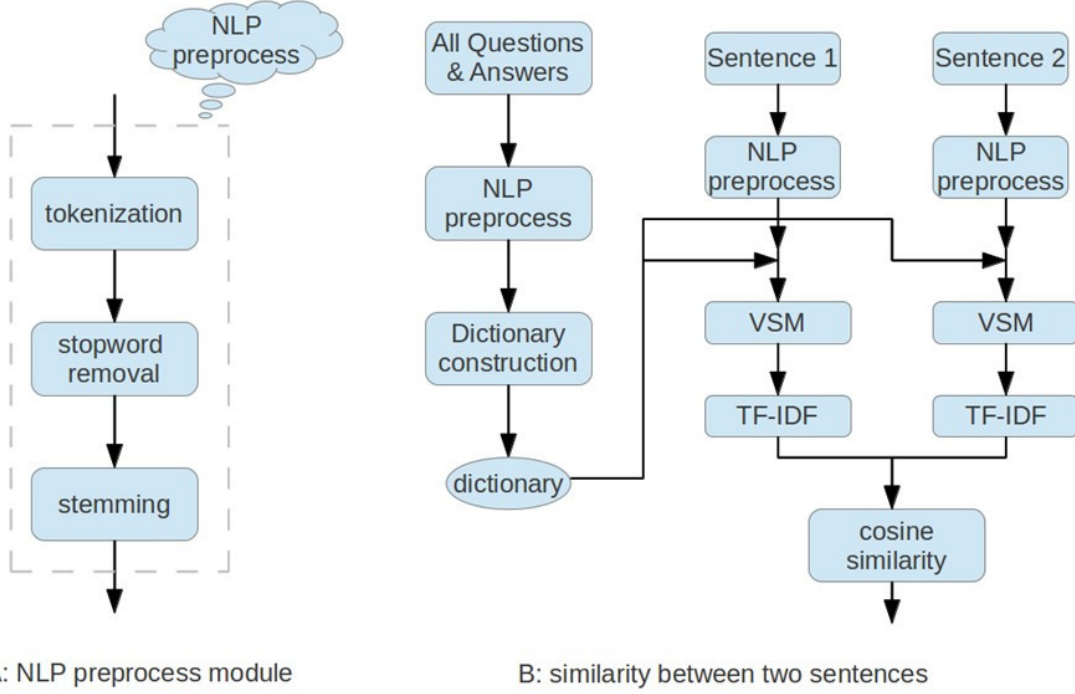 NLP
preprocess
tokenization
stopword
removal
stemming
: NLP preprocess module
All Questions
& Answers
NLP
preprocess
Dictionary
construction
dictionary
Sentence 1
Sentence 2
NLP
preprocess
NLP
preprocess
VSM
VSM
TF-IDF
TF-IDF
cosine
similarity
B: similarity between two sentences